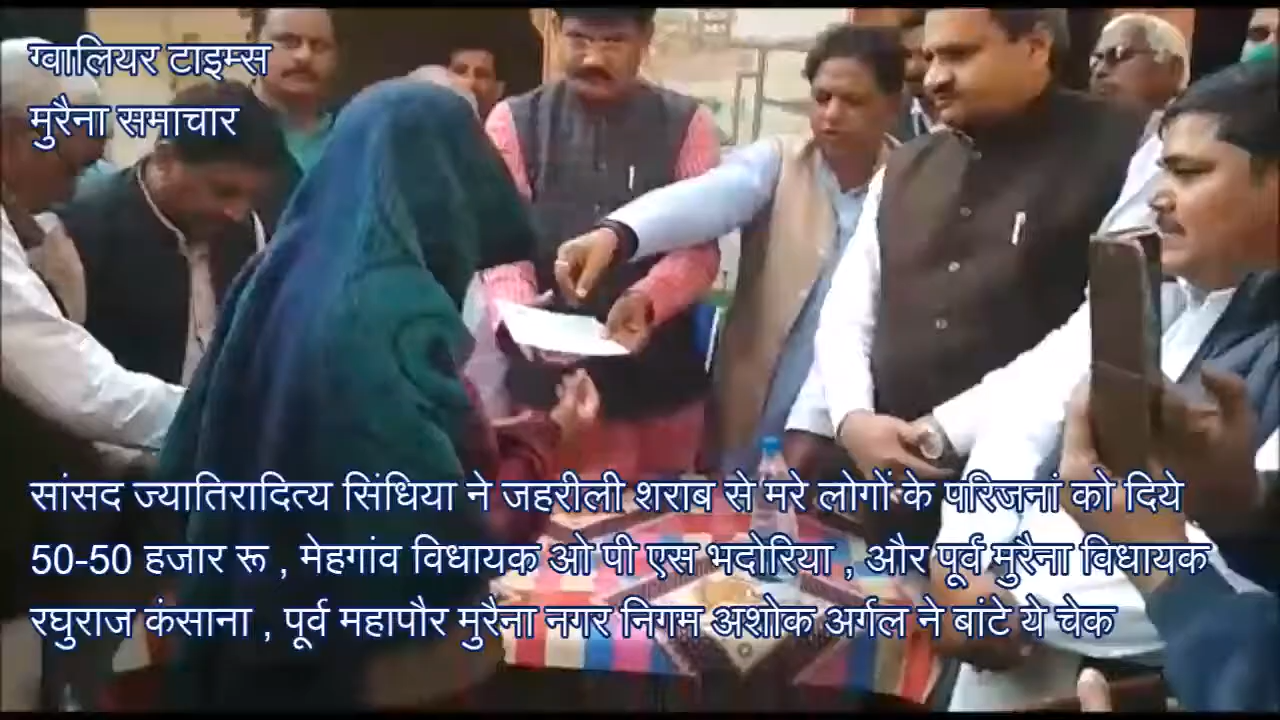 ग्वालियर टाइम्स
मुरैना समाचार
सांसद ज्यातिरादित्य सिंधिया ने जहरीली शराब से मरे लोगों के परिजनां को दिये
50-50 हजार रू , मेहगांव विधायक ओ पी एस भदोरिया , और पूर्व मुरैना विधायक
रघुराज कंसाना , पूर्व महापौर मुरैना नगर निगम अशोक अर्गल ने बांटे ये चेक